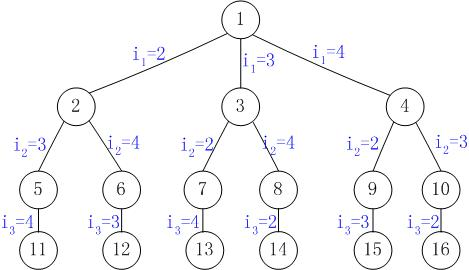 1
i₁=2 i₁=3 i₁=4
2 3 4
i₂=3 i₂=4 i₂=2 i₂=4 i₂=2 i₂=3
5 6 7 8 9 10
i₃=4 i₃=3 i₃=4 i₃=2 i₃=3 i₃=2
11 12 13 14 15 16